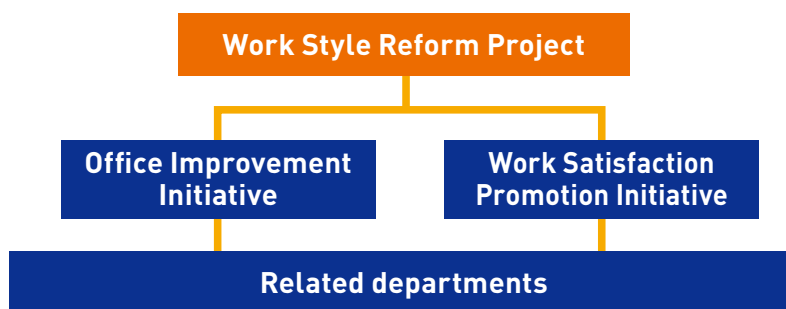 Work Style Reform Project
Office Improvement
Initiative
Work Satisfaction
Promotion Initiative
Related departments